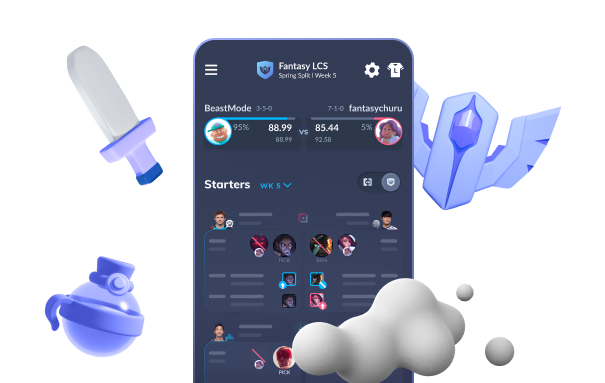 Fantasy LCS
Spring Split | Week 5
L
BeastMode 3-5-0
7-1-0 fantasychuru
95% 88.99 VS 85.44 5%
88.99 92.58
Starters WK 5
PICK BAN
PICK